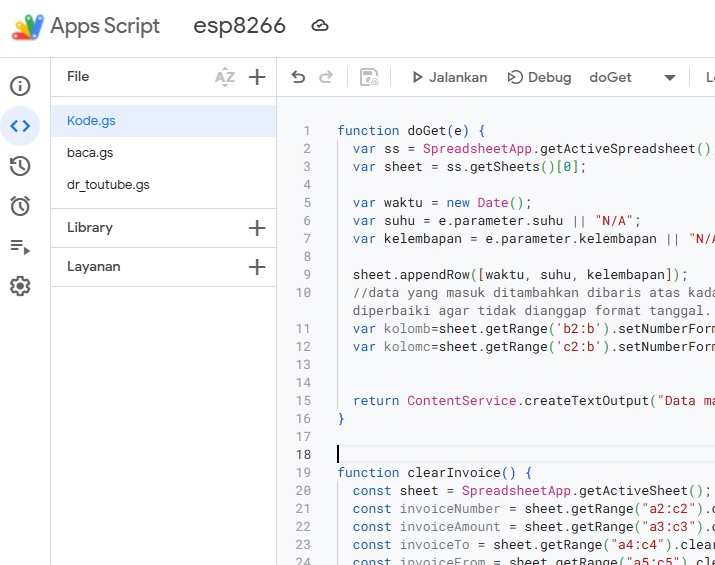 Apps Script esp8266
File AZ
Jalankan Debug doGet
Kode.gs
baca.gs
dr_toutube.gs
Library
Layanan
1 function doGet(e) {
2 var ss = SpreadsheetApp.getActiveSpreadsheet()
3 var sheet = ss.getSheets()[0];
4
5 var waktu = new Date();
6 var suhu = e.parameter.suhu || "N/A";
7 var kelembapan = e.parameter.kelembapan || "N/A
8
9 sheet.appendRow([waktu, suhu, kelembapan]);
10 //data yang masuk ditambahkan dibaris atas kada
diperbaiki agar tidak dianggap format tanggal.
11 var kolomb=sheet.getRange('b2:b').setNumberForm
12 var kolomc=sheet.getRange('c2:b').setNumberForm
13
14
15 return ContentService.createTextOutput("Data ma
16 }
17
18
19 function clearInvoice() {
20 const sheet = SpreadsheetApp.getActiveSheet();
21 const invoiceNumber = sheet.getRange("a2:c2").c
22 const invoiceAmount = sheet.getRange("a3:c3").c
23 const invoiceTo = sheet.getRange("a4:c4").clear
24 const invoiceFrom = sheet.getRange("a5:c5").cle